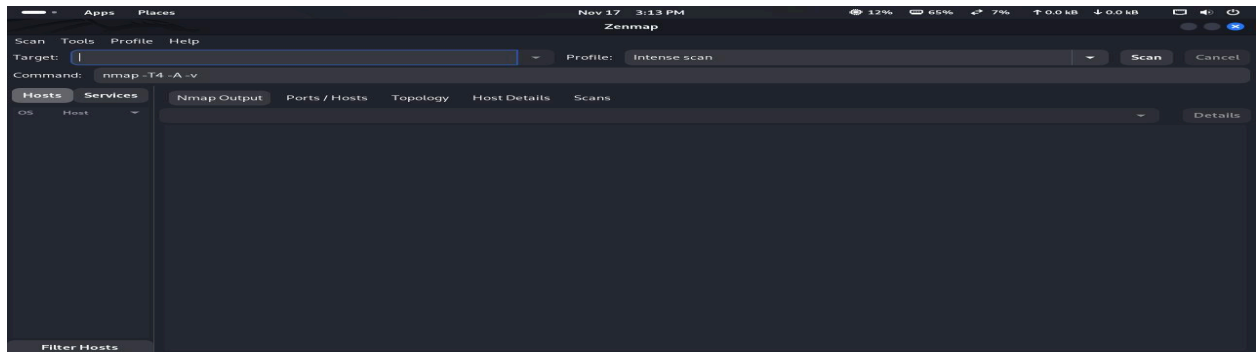 Apps Places Nov 17 3:13 PM 12% 65% 7% ↑ 0.0 kB ↓ 0.0 kB
Zenmap
Scan Tools Profile Help
Target: Profile: Intense scan Scan Cancel
Command: nmap -T4 -A -v
Hosts Services Nmap Output Ports / Hosts Topology Host Details Scans
OS Host Details
Filter Hosts